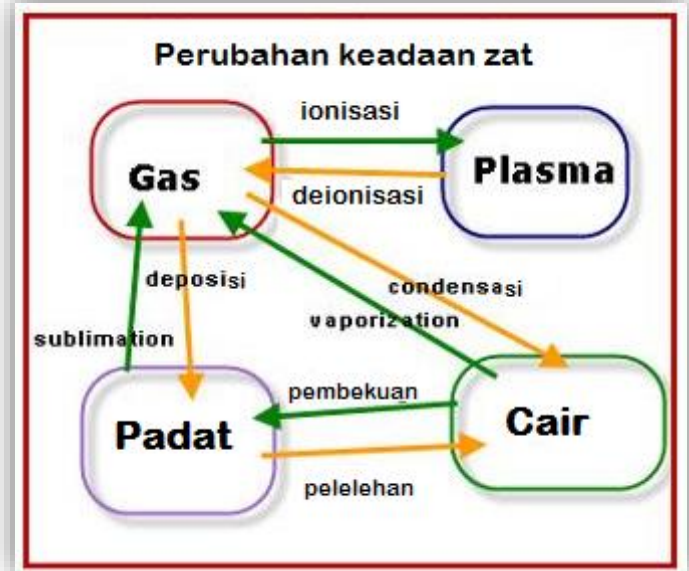 Perubahan keadaan zat
ionisasi
Gas
Plasma
deionisasi
deposisi
condensasi
vaporization
sublimation
pembekuan
Padat
Cair
pelelehan